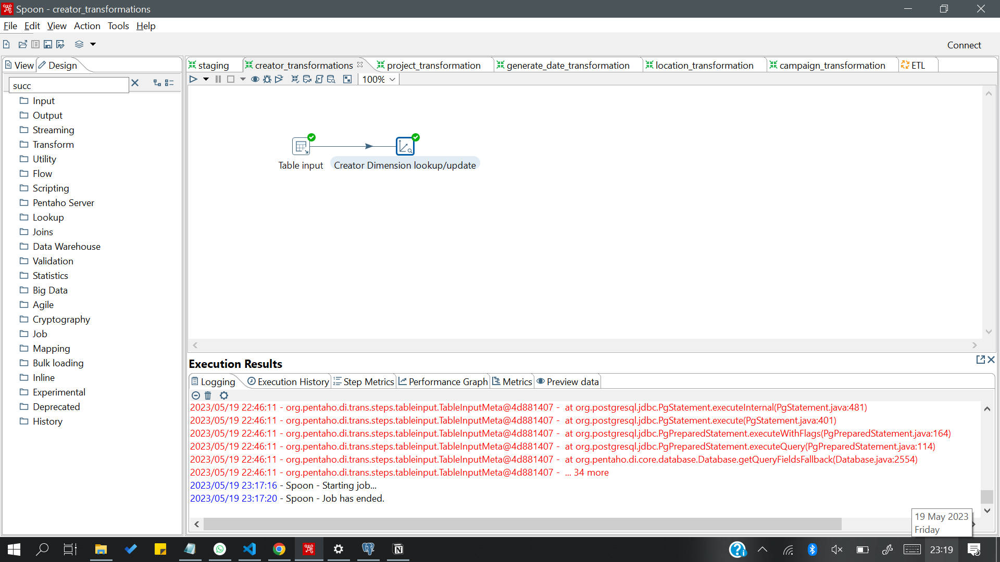 Spoon - creator_transformations
File Edit View Action Tools Help
Connect
View Design
succ
Input
Output
Streaming
Transform
Utility
Flow
Scripting
Pentaho Server
Lookup
Joins
Data Warehouse
Validation
Statistics
Big Data
Agile
Cryptography
Job
Mapping
Bulk loading
Inline
Experimental
Deprecated
History
staging creator_transformations project_transformation generate_date_transformation location_transformation campaign_transformation ETL
100%
Table input Creator Dimension lookup/update
Execution Results
Logging Execution History Step Metrics Performance Graph Metrics Preview data
2023/05/19 22:46:11 - org.pentaho.di.trans.steps.tableinput.TableInputMeta@4d881407 - at org.postgresql.jdbc.PgStatement.executeInternal(PgStatement.java:481)
2023/05/19 22:46:11 - org.pentaho.di.trans.steps.tableinput.TableInputMeta@4d881407 - at org.postgresql.jdbc.PgStatement.execute(PgStatement.java:401)
2023/05/19 22:46:11 - org.pentaho.di.trans.steps.tableinput.TableInputMeta@4d881407 - at org.postgresql.jdbc.PgPreparedStatement.executeWithFlags(PgPreparedStatement.java:164)
2023/05/19 22:46:11 - org.pentaho.di.trans.steps.tableinput.TableInputMeta@4d881407 - at org.postgresql.jdbc.PgPreparedStatement.executeQuery(PgPreparedStatement.java:114)
2023/05/19 22:46:11 - org.pentaho.di.trans.steps.tableinput.TableInputMeta@4d881407 - at org.pentaho.di.core.database.Database.getQueryFieldsFallback(Database.java:2554)
2023/05/19 22:46:11 - org.pentaho.di.trans.steps.tableinput.TableInputMeta@4d881407 - ... 34 more
2023/05/19 23:17:16 - Spoon - Starting job...
2023/05/19 23:17:20 - Spoon - Job has ended.
19 May 2023
Friday
23:19